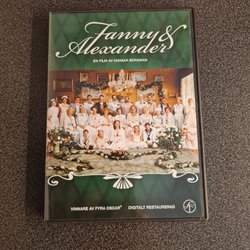 Fanny &
Alexander
EN FILM AV INGMAR BERGMAN
VINNARE AV FYRA OSCAR® DIGITALT RESTAURERAD